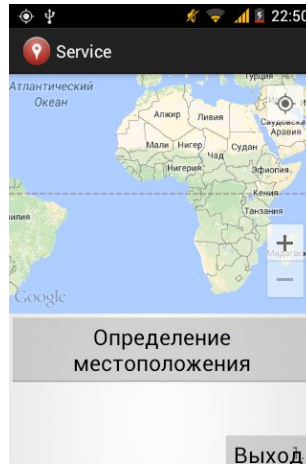 22:50
Service
Атлантический
Океан
Турция
Алжир
Ливия
Саудовская
Аравия
Мали
Нигер
Чад
Судан
Нигерия
Эфиопия
Кения
Танзания
Google
Определение
местоположения
Выход